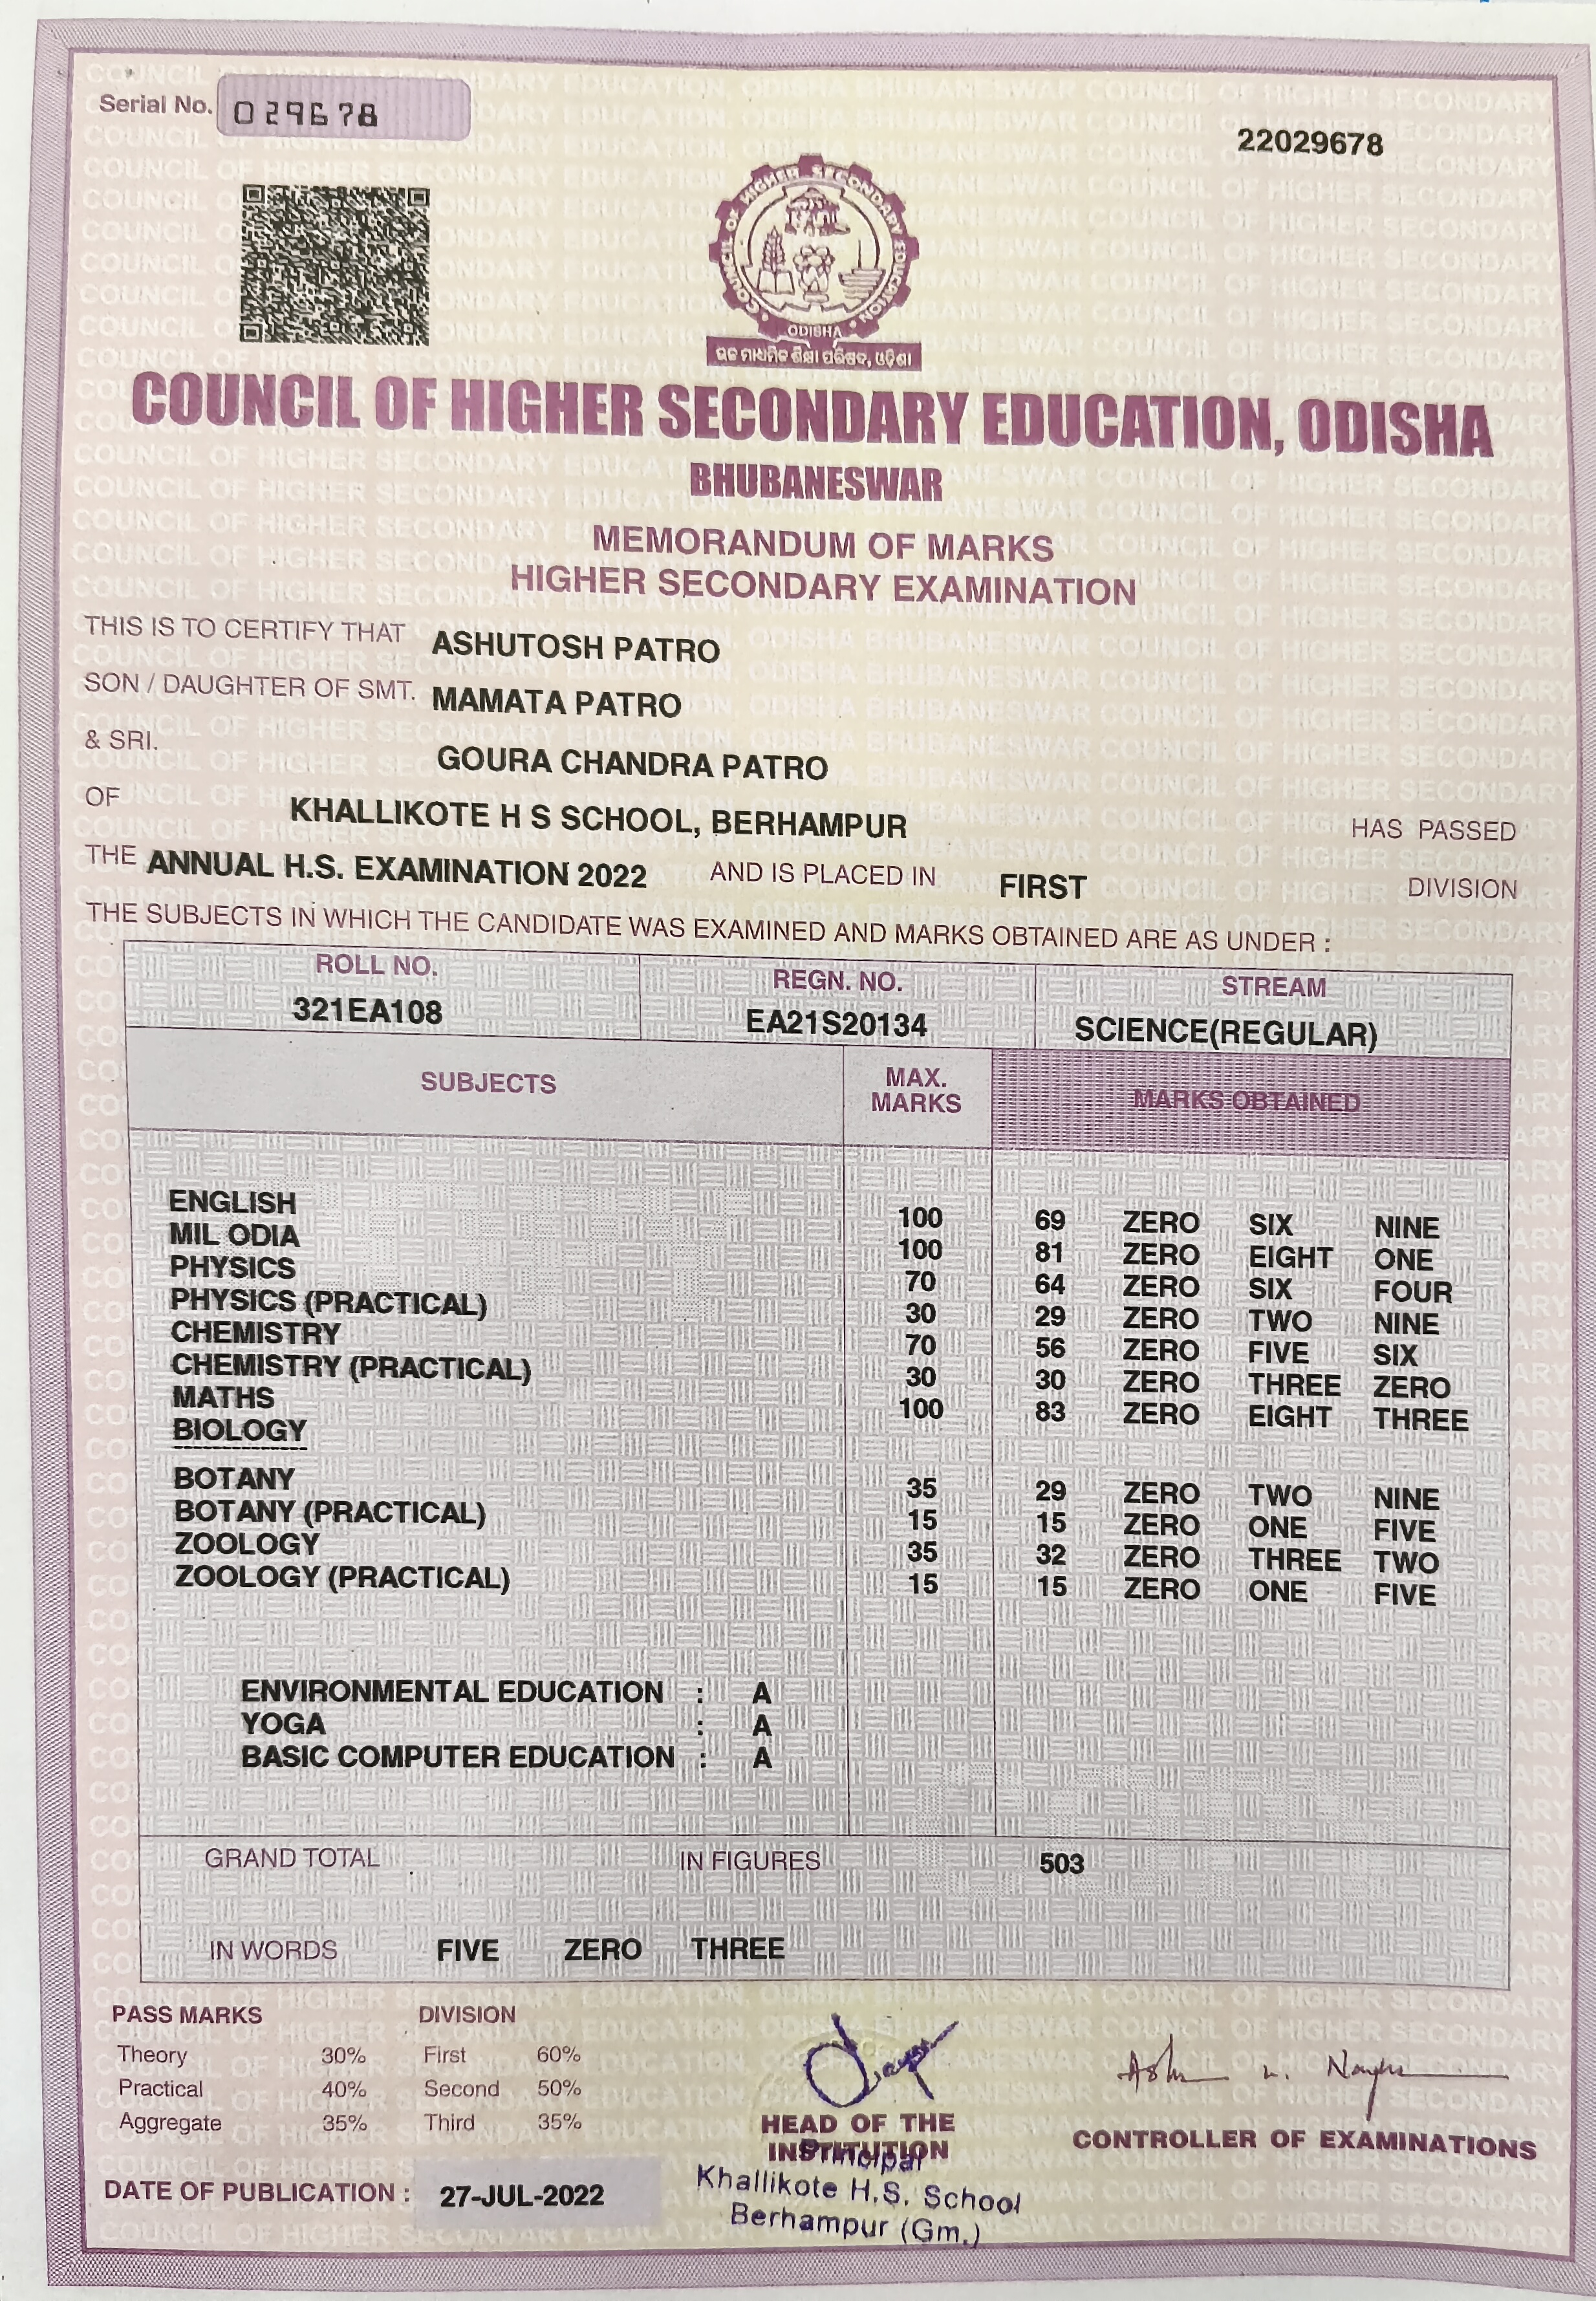 Serial No. 029678
22029678
COUNCIL OF HIGHER SECONDARY EDUCATION
ODISHA
ଉଚ୍ଚ ମାଧ୍ୟମିକ ଶିକ୍ଷା ପରିଷଦ, ଓଡ଼ିଶା
COUNCIL OF HIGHER SECONDARY EDUCATION, ODISHA
BHUBANESWAR
MEMORANDUM OF MARKS
HIGHER SECONDARY EXAMINATION
THIS IS TO CERTIFY THAT ASHUTOSH PATRO
SON / DAUGHTER OF SMT. MAMATA PATRO
& SRI. GOURA CHANDRA PATRO
OF KHALLIKOTE H S SCHOOL, BERHAMPUR HAS PASSED
THE ANNUAL H.S. EXAMINATION 2022 AND IS PLACED IN FIRST DIVISION
THE SUBJECTS IN WHICH THE CANDIDATE WAS EXAMINED AND MARKS OBTAINED ARE AS UNDER :
ROLL NO. REGN. NO. STREAM
321EA108 EA21S20134 SCIENCE(REGULAR)
SUBJECTS MAX. MARKS MARKS OBTAINED
ENGLISH 100 69 ZERO SIX NINE
MIL ODIA 100 81 ZERO EIGHT ONE
PHYSICS 70 64 ZERO SIX FOUR
PHYSICS (PRACTICAL) 30 29 ZERO TWO NINE
CHEMISTRY 70 56 ZERO FIVE SIX
CHEMISTRY (PRACTICAL) 30 30 ZERO THREE ZERO
MATHS 100 83 ZERO EIGHT THREE
BIOLOGY
BOTANY 35 29 ZERO TWO NINE
BOTANY (PRACTICAL) 15 15 ZERO ONE FIVE
ZOOLOGY 35 32 ZERO THREE TWO
ZOOLOGY (PRACTICAL) 15 15 ZERO ONE FIVE
ENVIRONMENTAL EDUCATION : A
YOGA : A
BASIC COMPUTER EDUCATION : A
GRAND TOTAL IN FIGURES 503
IN WORDS FIVE ZERO THREE
PASS MARKS DIVISION
Theory 30% First 60%
Practical 40% Second 50%
Aggregate 35% Third 35%
HEAD OF THE
INSTITUTION
Principal
Khallikote H.S. School
Berhampur (Gm.)
CONTROLLER OF EXAMINATIONS
DATE OF PUBLICATION : 27-JUL-2022